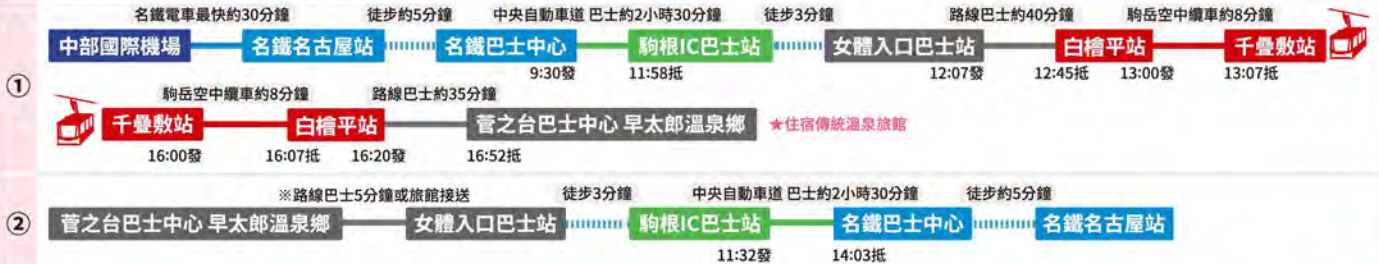 名鐵電車最快約30分鐘 徒步約5分鐘 中央自動車道 巴士約2小時30分鐘 徒步3分鐘 路線巴士約40分鐘 駒岳空中纜車約8分鐘
① 中部國際機場 名鐵名古屋站 名鐵巴士中心 駒根IC巴士站 女體入口巴士站 白檜平站 千疊敷站
9:30發 11:58抵 12:07發 12:45抵 13:00發 13:07抵
駒岳空中纜車約8分鐘 路線巴士約35分鐘
千疊敷站 白檜平站 菅之台巴士中心 早太郎溫泉鄉 ★住宿傳統溫泉旅館
16:00發 16:07抵 16:20發 16:52抵
※路線巴士5分鐘或旅館接送 徒步3分鐘 中央自動車道 巴士約2小時30分鐘 徒步約5分鐘
② 菅之台巴士中心 早太郎溫泉鄉 女體入口巴士站 駒根IC巴士站 名鐵巴士中心 名鐵名古屋站
11:32發 14:03抵